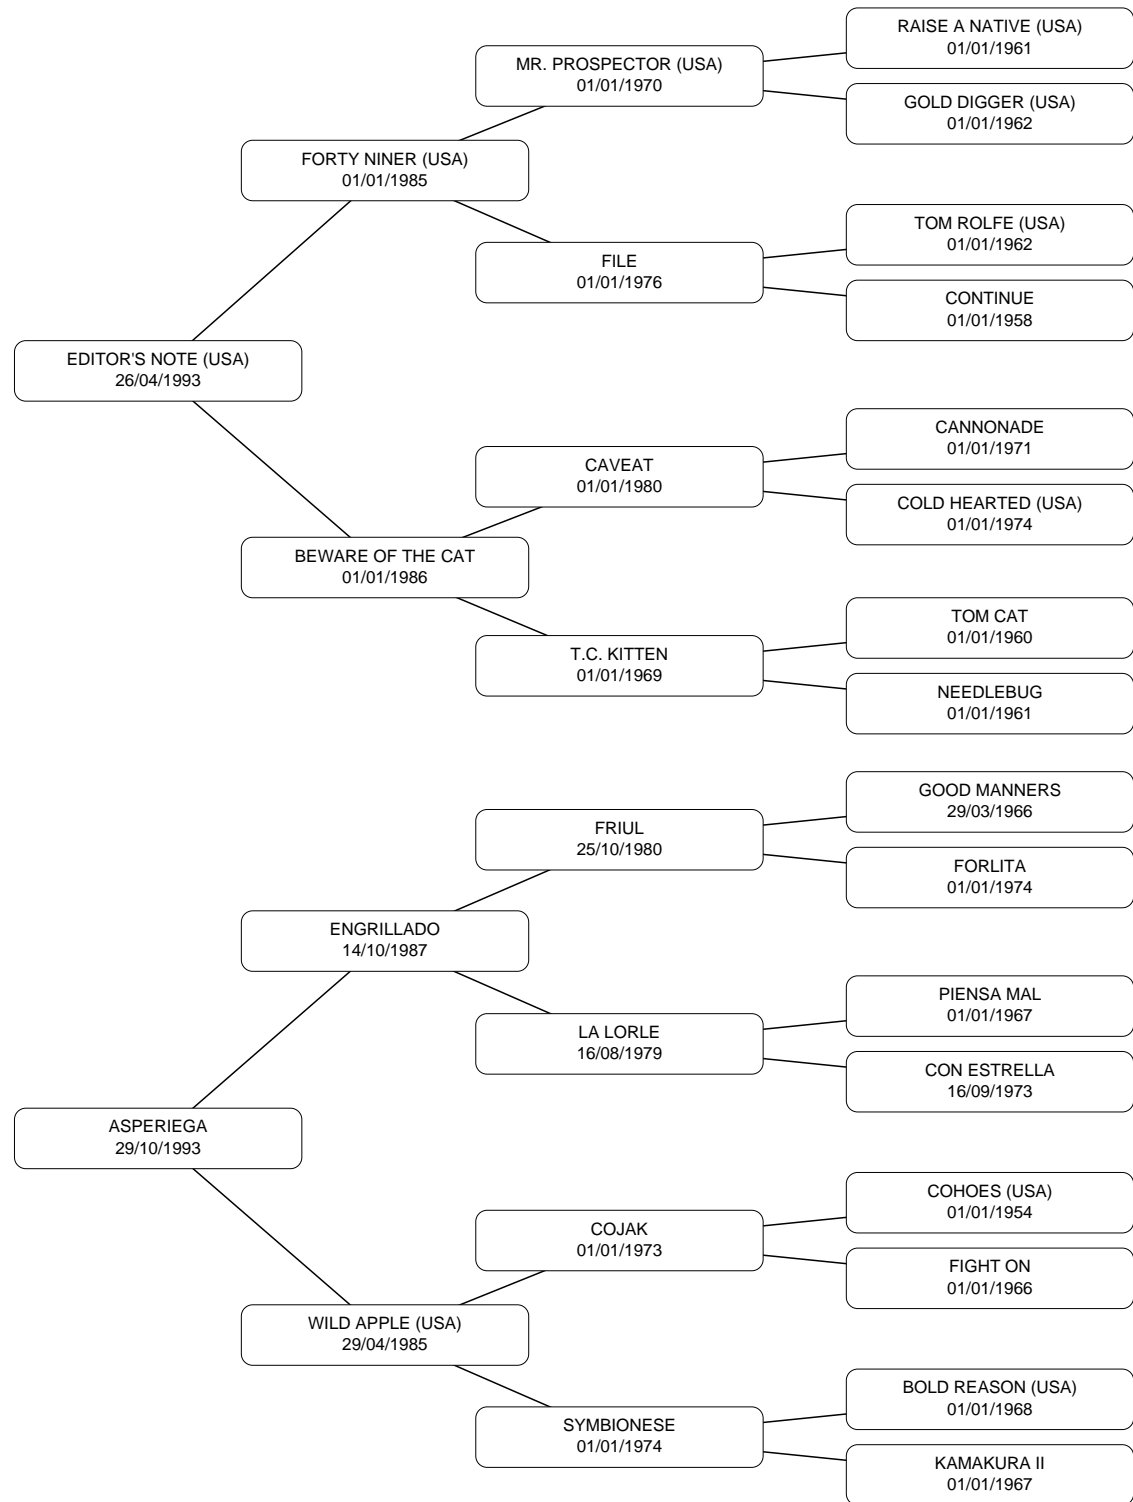 RAISE A NATIVE (USA)
01/01/1961
MR. PROSPECTOR (USA)
01/01/1970
GOLD DIGGER (USA)
01/01/1962
FORTY NINER (USA)
01/01/1985
TOM ROLFE (USA)
01/01/1962
FILE
01/01/1976
CONTINUE
01/01/1958
EDITOR'S NOTE (USA)
26/04/1993
CANNONADE
01/01/1971
CAVEAT
01/01/1980
COLD HEARTED (USA)
01/01/1974
BEWARE OF THE CAT
01/01/1986
TOM CAT
01/01/1960
T.C. KITTEN
01/01/1969
NEEDLEBUG
01/01/1961
GOOD MANNERS
29/03/1966
FRIUL
25/10/1980
FORLITA
01/01/1974
ENGRILLADO
14/10/1987
PIENSA MAL
01/01/1967
LA LORLE
16/08/1979
CON ESTRELLA
16/09/1973
ASPERIEGA
29/10/1993
COHOES (USA)
01/01/1954
COJAK
01/01/1973
FIGHT ON
01/01/1966
WILD APPLE (USA)
29/04/1985
BOLD REASON (USA)
01/01/1968
SYMBIONESE
01/01/1974
KAMAKURA II
01/01/1967